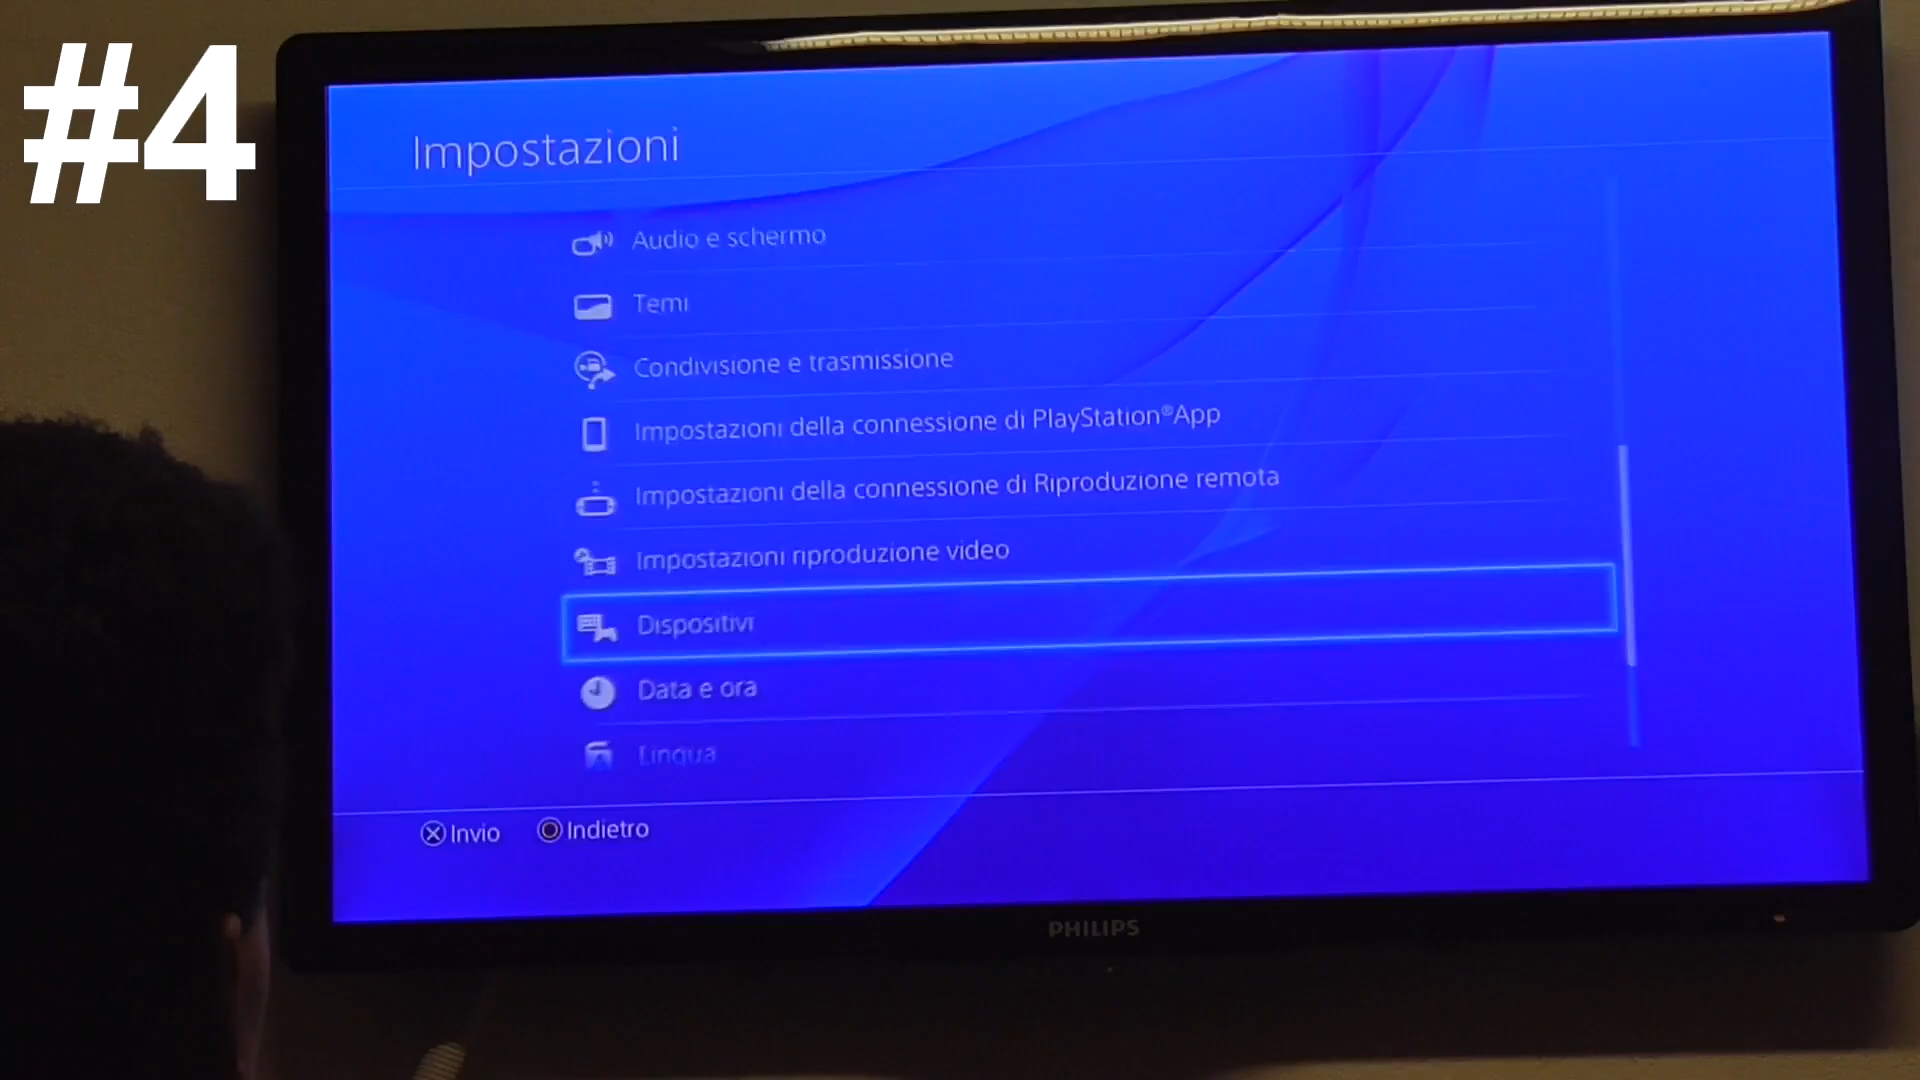 #4
Impostazioni
Audio e schermo
Temi
Condivisione e trasmissione
Impostazioni della connessione di PlayStation®App
Impostazioni della connessione di Riproduzione remota
Impostazioni riproduzione video
Dispositivi
Data e ora
Lingua
Invio Indietro
PHILIPS